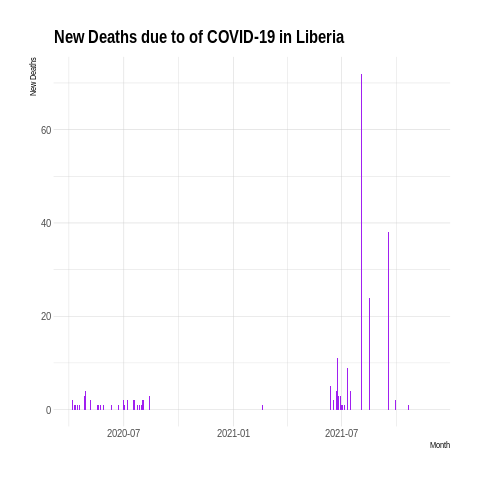 New Deaths due to of COVID-19 in Liberia
New Deaths
60
40
20
0
2020-07
2021-01
2021-07
Month